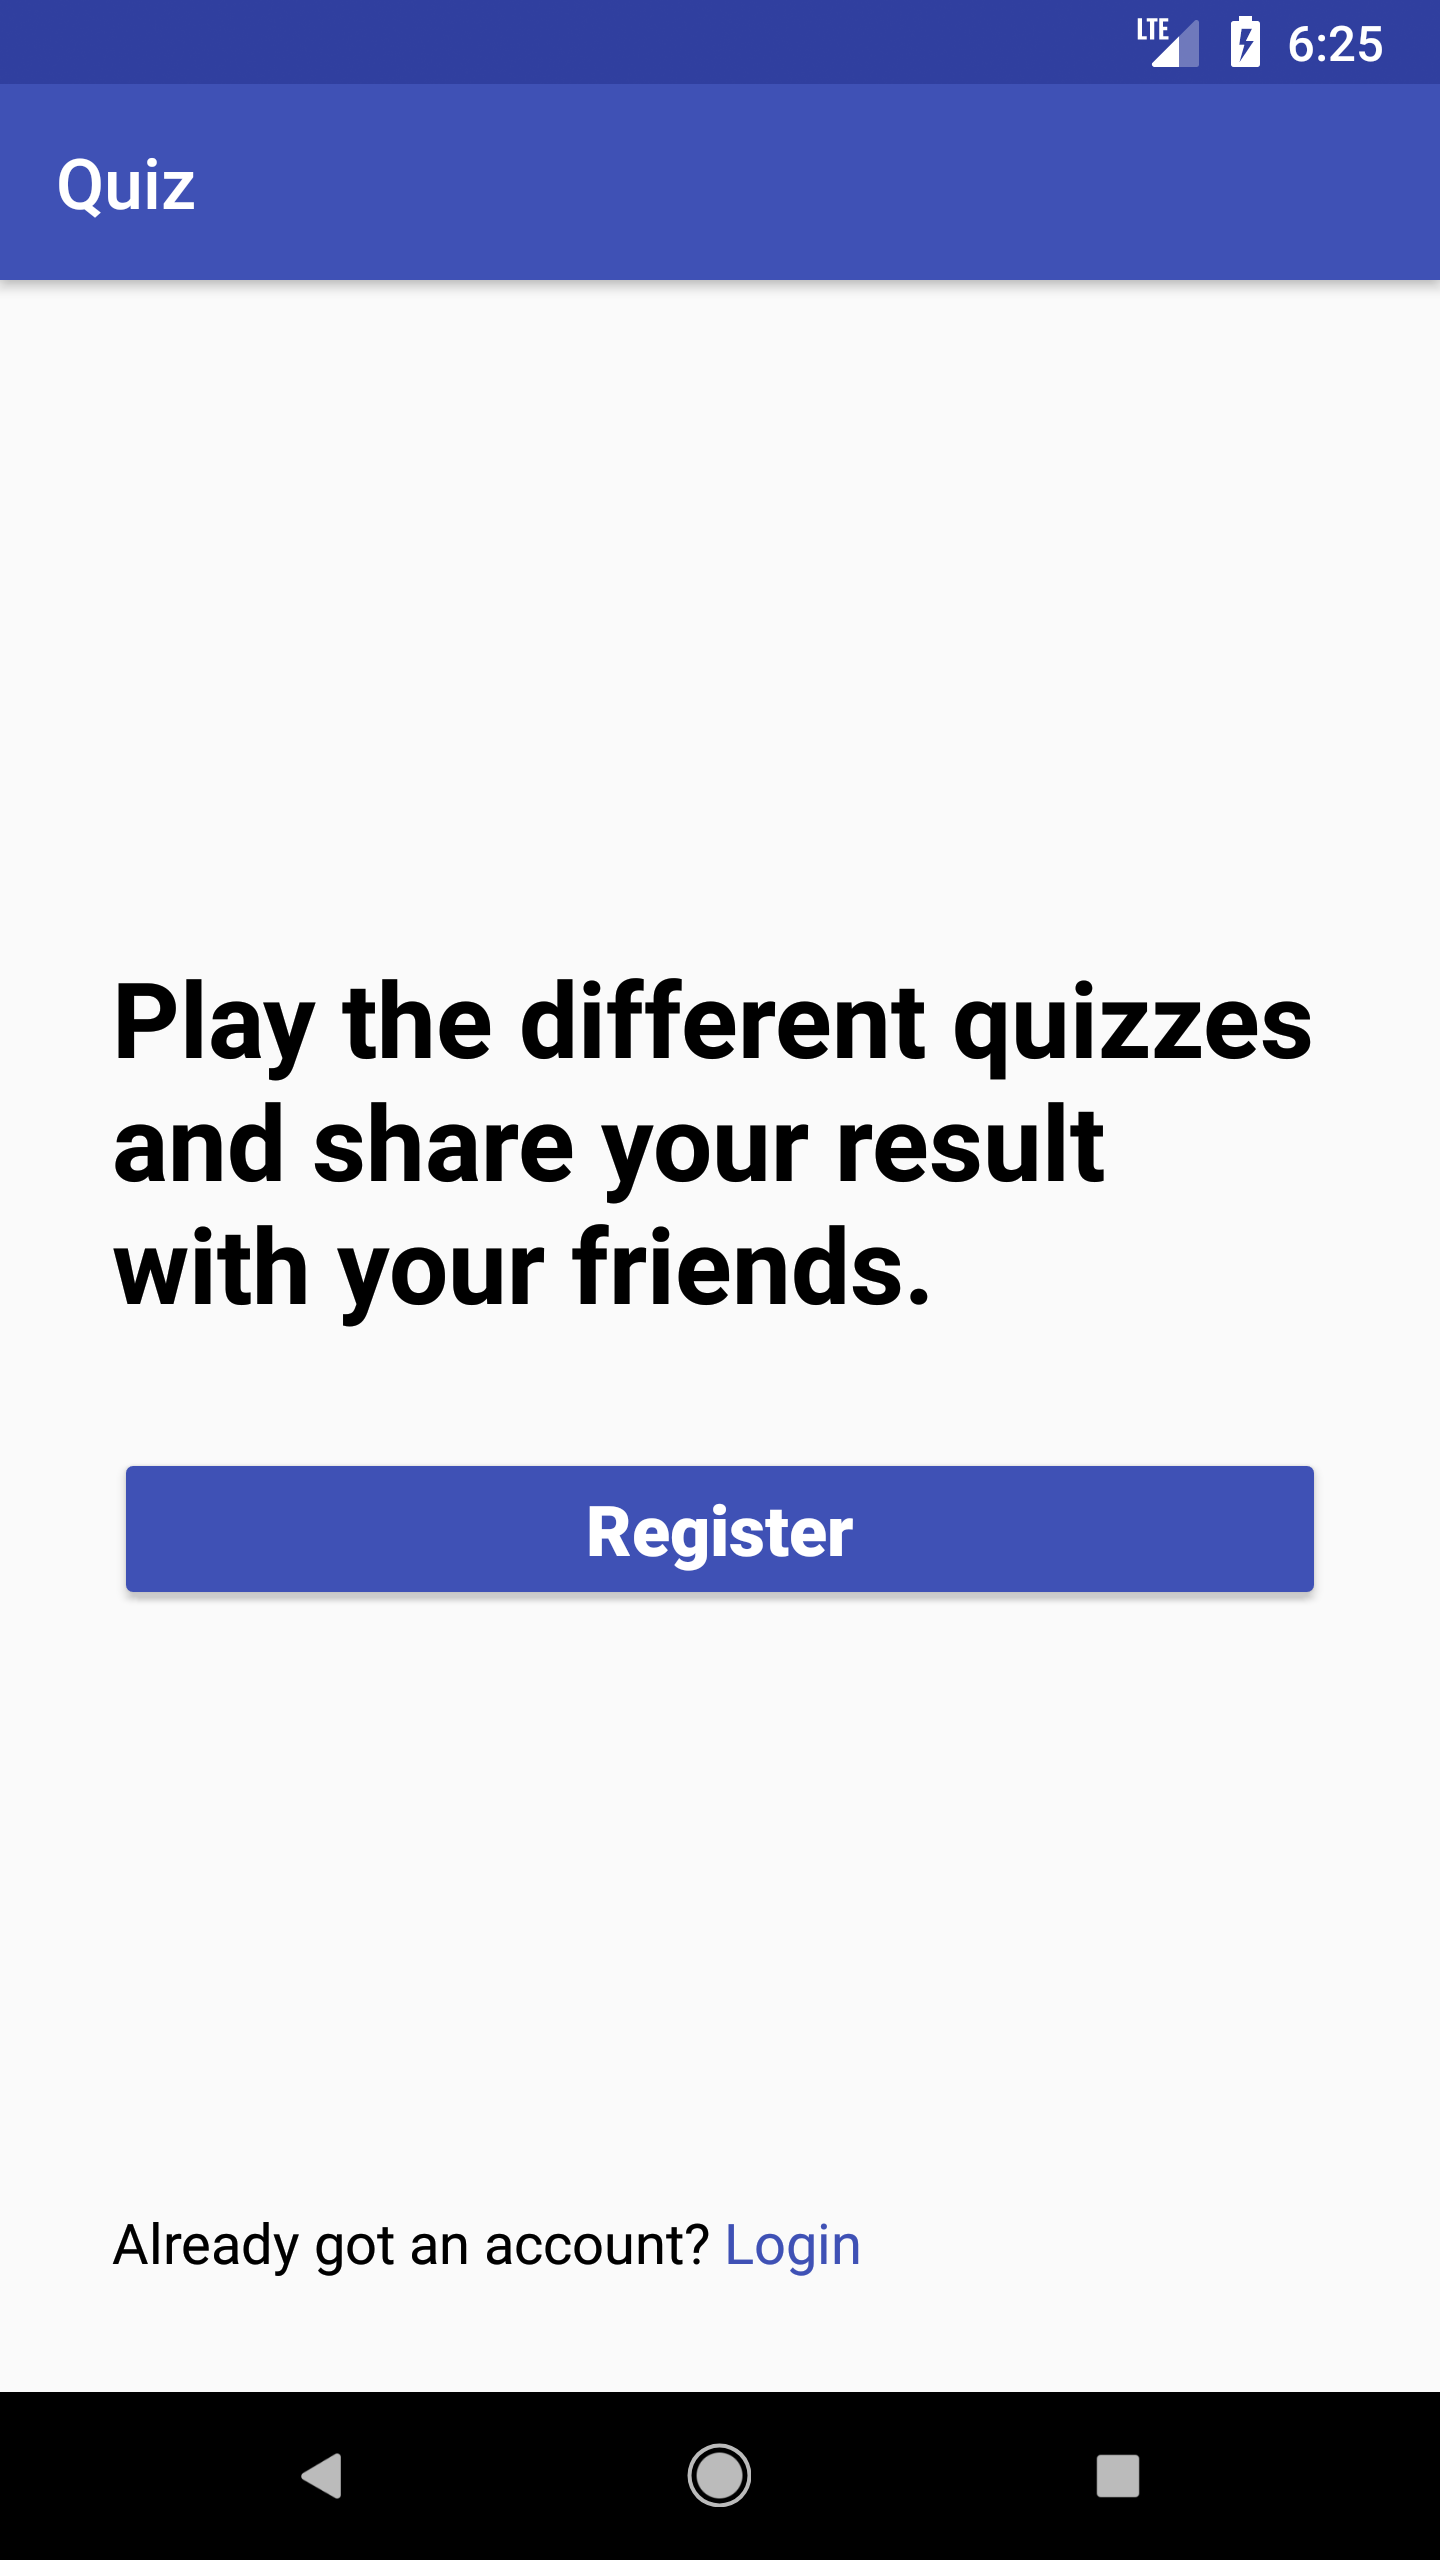 LTE 6:25
Quiz
Play the different quizzes
and share your result
with your friends.
Register
Already got an account? Login